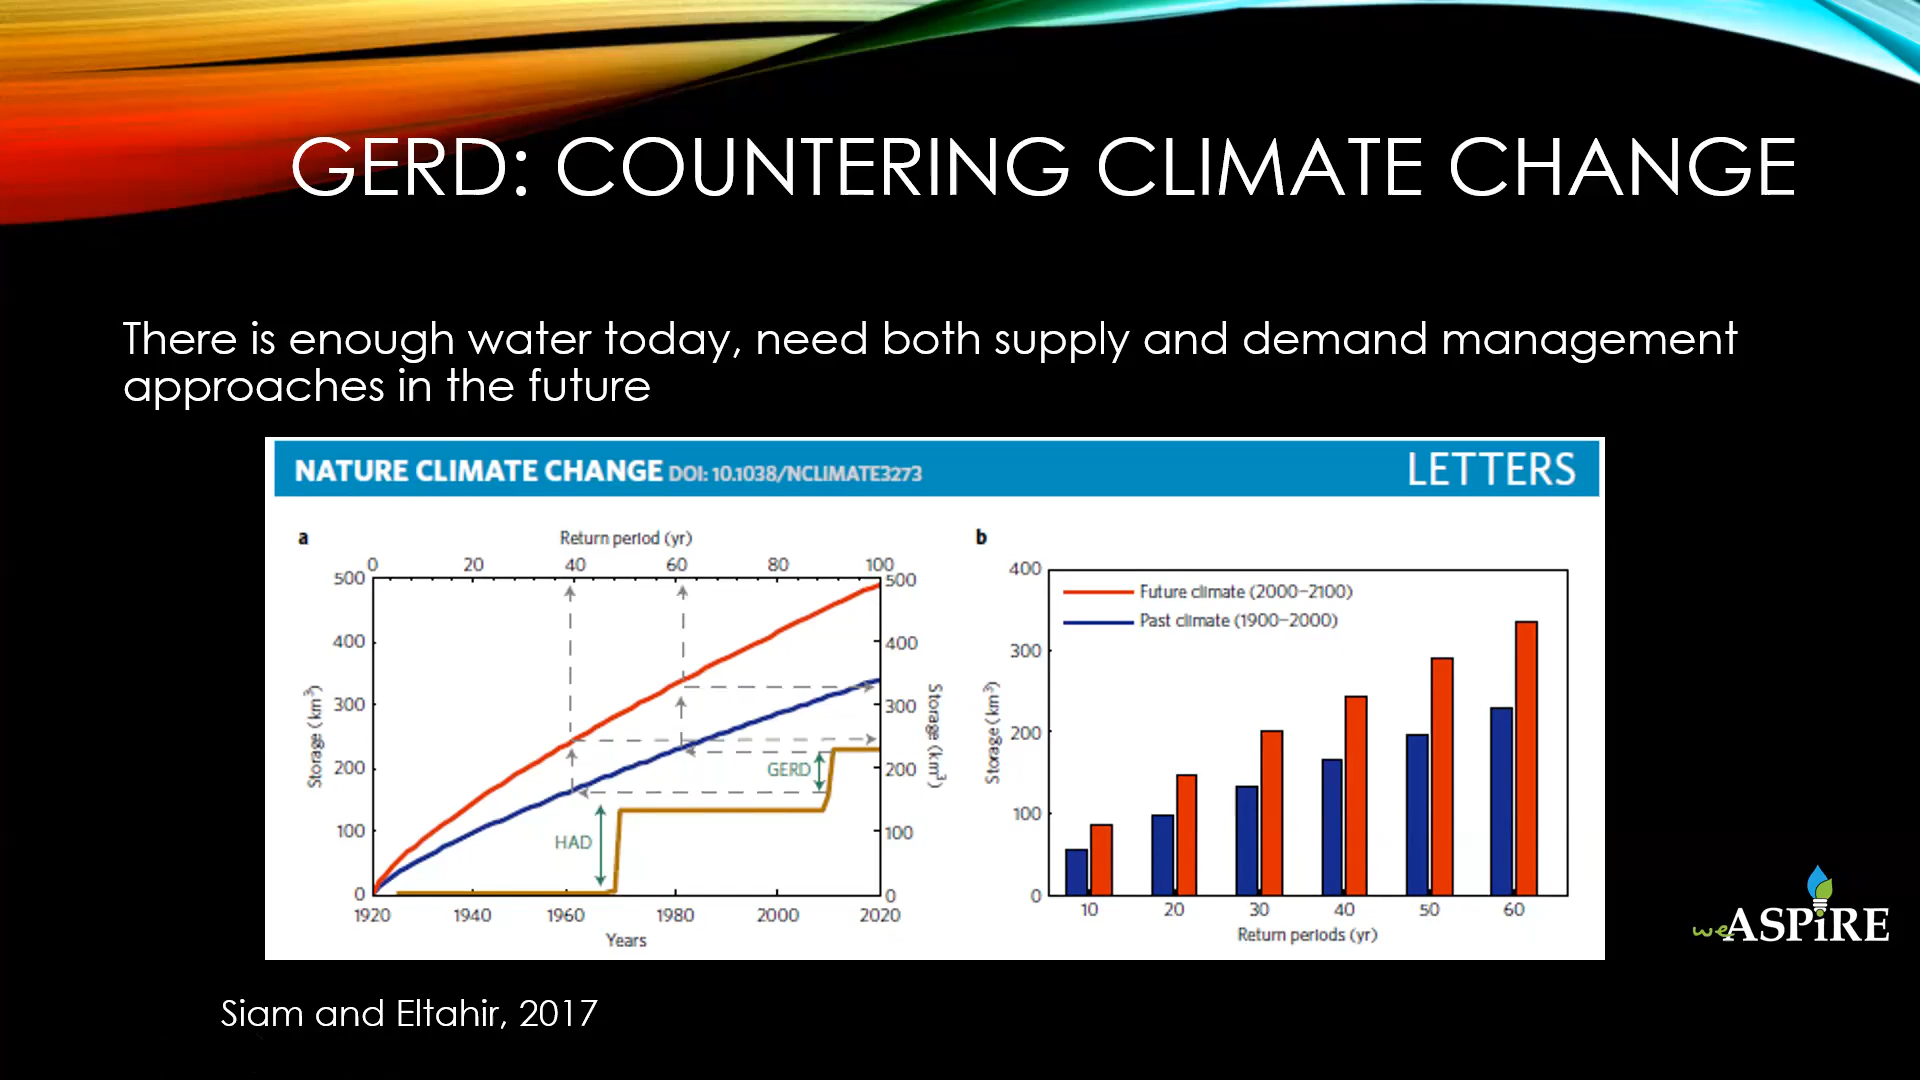 GERD: COUNTERING CLIMATE CHANGE
There is enough water today, need both supply and demand management
approaches in the future
NATURE CLIMATE CHANGE DOI: 10.1038/NCLIMATE3273
LETTERS
a
Return period (yr)
0 20 40 60 80 100
500
400
300
200
100
0
Storage (km³)
500
400
300
200
100
0
Storage (km³)
GERD
HAD
1920 1940 1960 1980 2000 2020
Years
b
400
300
200
100
0
Storage (km³)
Future climate (2000–2100)
Past climate (1900–2000)
10 20 30 40 50 60
Return periods (yr)
we ASPiRE
Siam and Eltahir, 2017